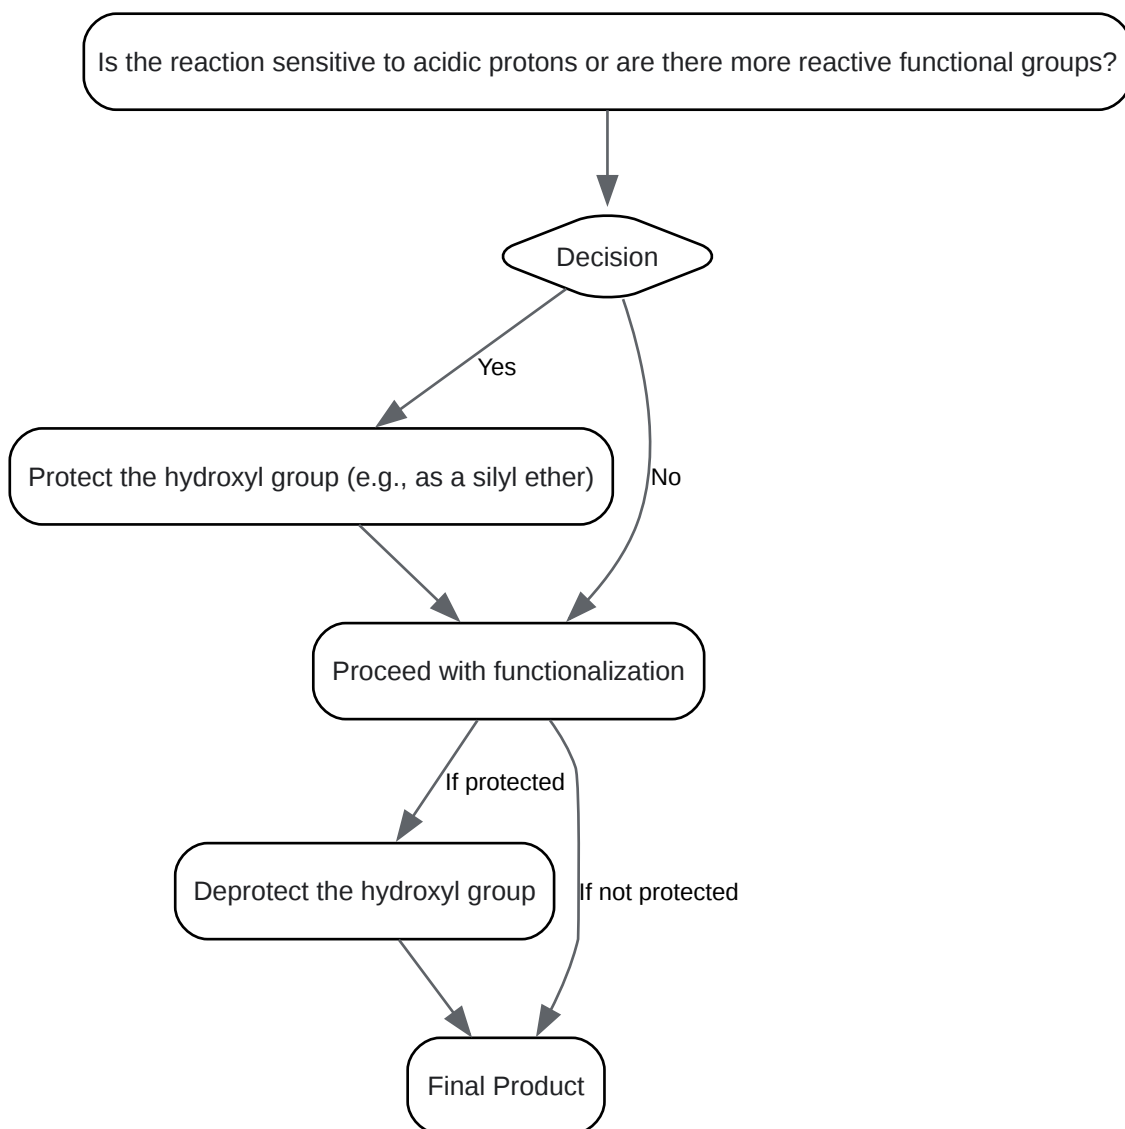 Is the reaction sensitive to acidic protons or are there more reactive functional groups?
Decision
Yes
Protect the hydroxyl group (e.g., as a silyl ether)
No
Proceed with functionalization
If protected
Deprotect the hydroxyl group
If not protected
Final Product